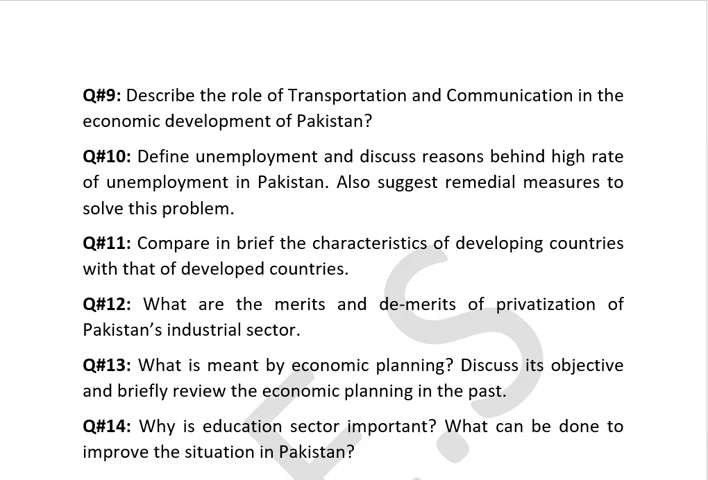 Q#9: Describe the role of Transportation and Communication in the
economic development of Pakistan?
Q#10: Define unemployment and discuss reasons behind high rate
of unemployment in Pakistan. Also suggest remedial measures to
solve this problem.
Q#11: Compare in brief the characteristics of developing countries
with that of developed countries.
Q#12: What are the merits and de-merits of privatization of
Pakistan’s industrial sector.
Q#13: What is meant by economic planning? Discuss its objective
and briefly review the economic planning in the past.
Q#14: Why is education sector important? What can be done to
improve the situation in Pakistan?